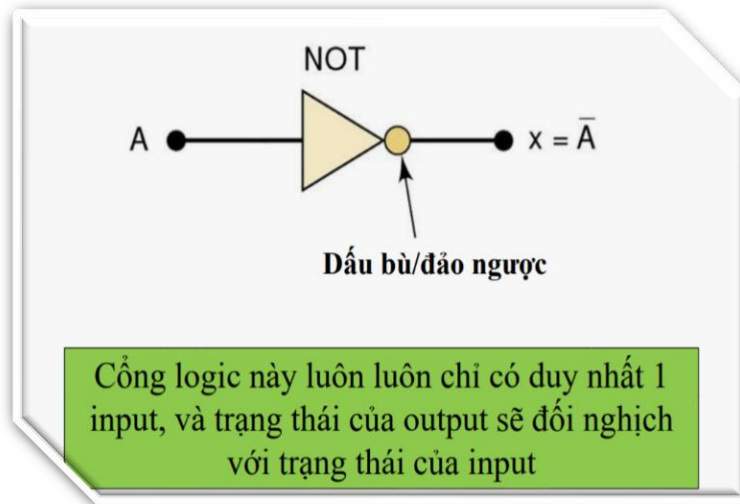 NOT
A
x = A̅
Dấu bù/đảo ngược
Cổng logic này luôn luôn chỉ có duy nhất 1
input, và trạng thái của output sẽ đối nghịch
với trạng thái của input